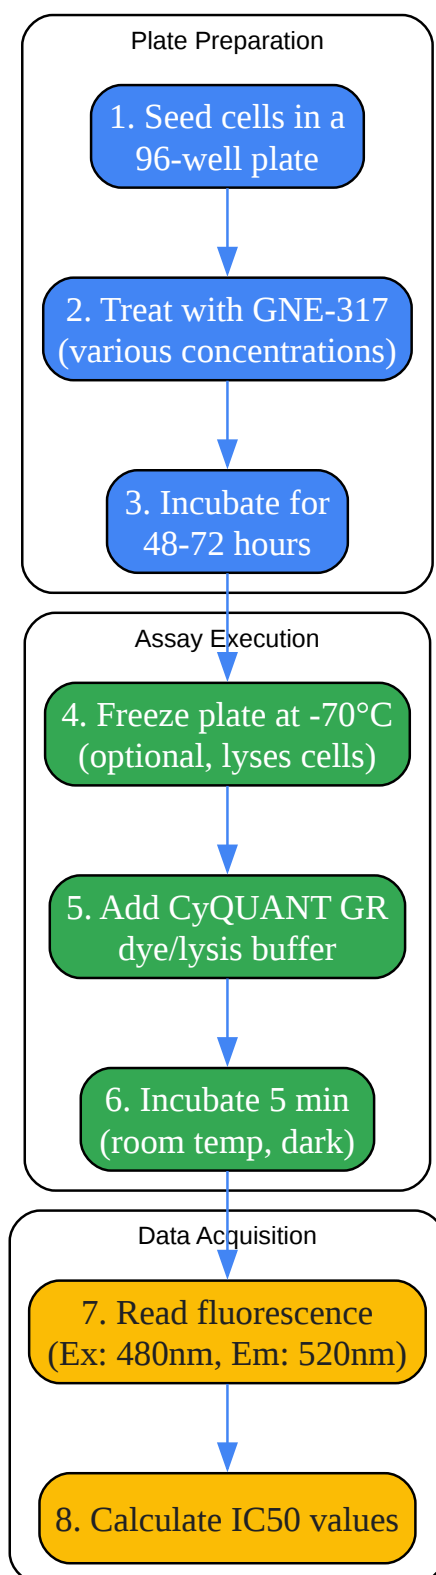 Plate Preparation
1. Seed cells in a
96-well plate
2. Treat with GNE-317
(various concentrations)
3. Incubate for
48-72 hours
Assay Execution
4. Freeze plate at -70°C
(optional, lyses cells)
5. Add CyQUANT GR
dye/lysis buffer
6. Incubate 5 min
(room temp, dark)
Data Acquisition
7. Read fluorescence
(Ex: 480nm, Em: 520nm)
8. Calculate IC50 values